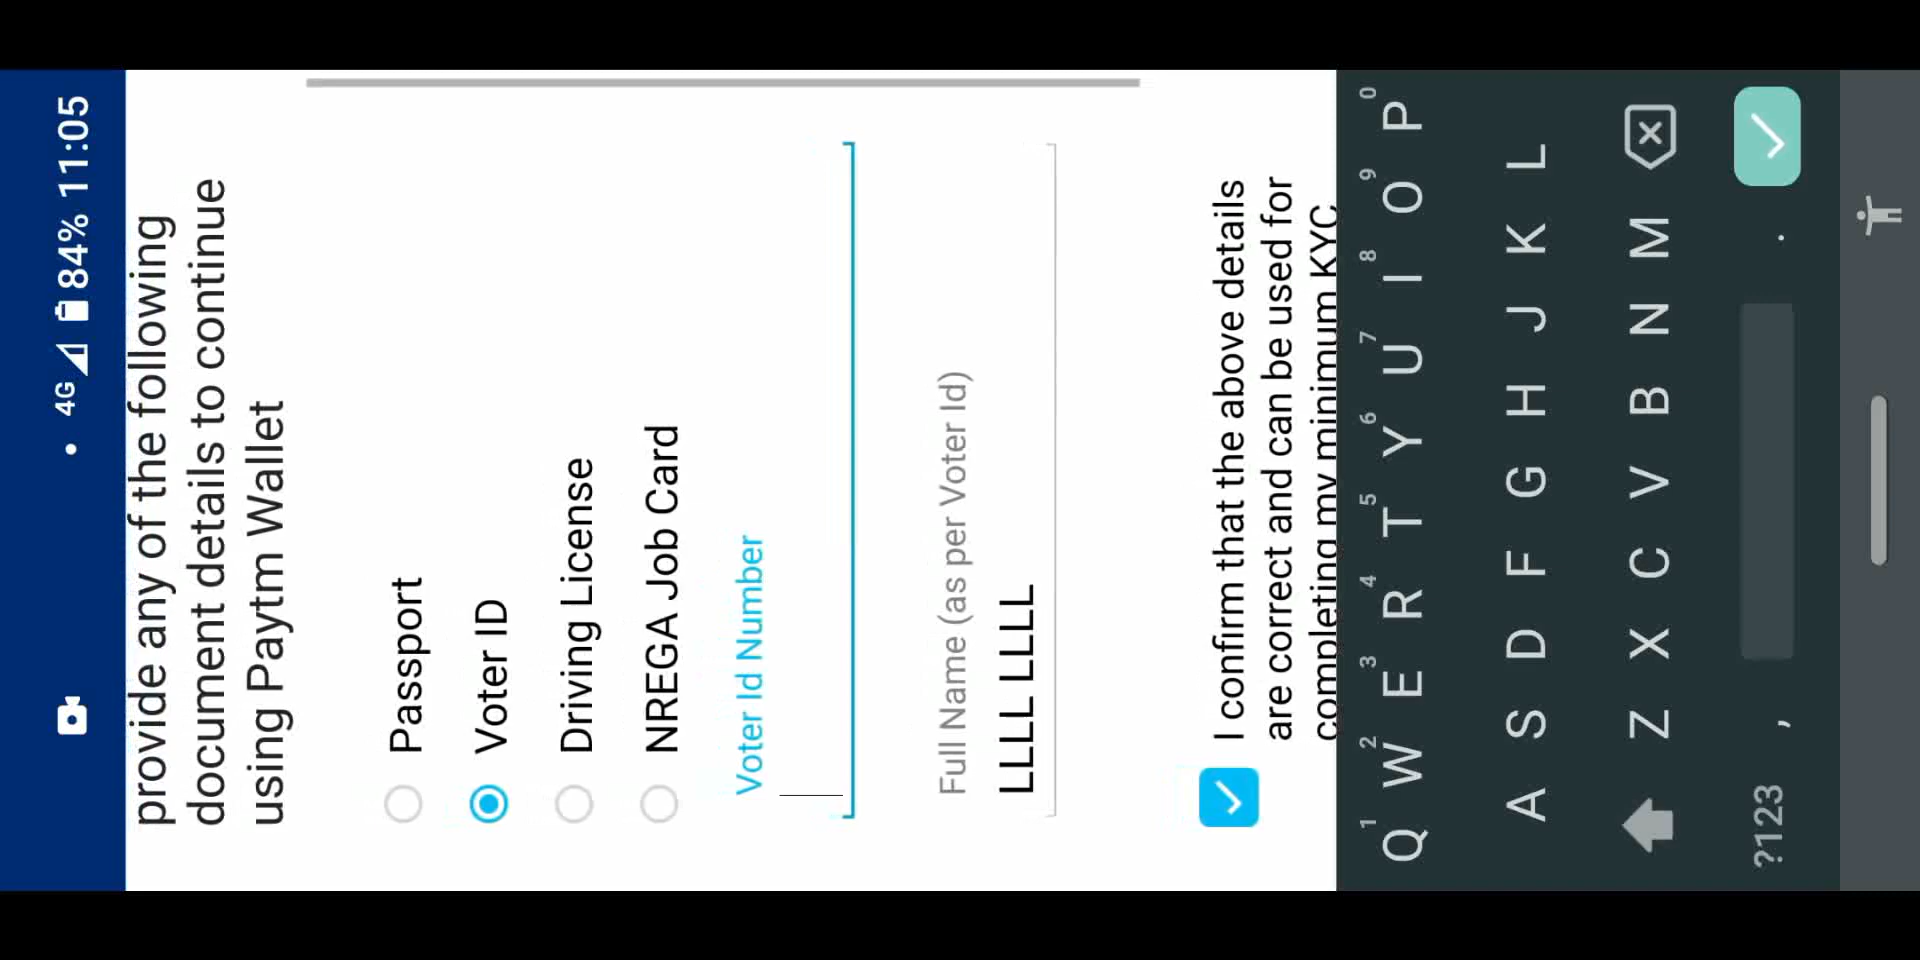 4G 84% 11:05
provide any of the following
document details to continue
using Paytm Wallet
Passport
Voter ID
Driving License
NREGA Job Card
Voter Id Number
Full Name (as per Voter Id)
LLLLL LLLLL
I confirm that the above details
are correct and can be used for
completing my minimum KYC
1 2 3 4 5 6 7 8 9 0
Q W E R T Y U I O P
A S D F G H J K L
Z X C V B N M
?123 , .